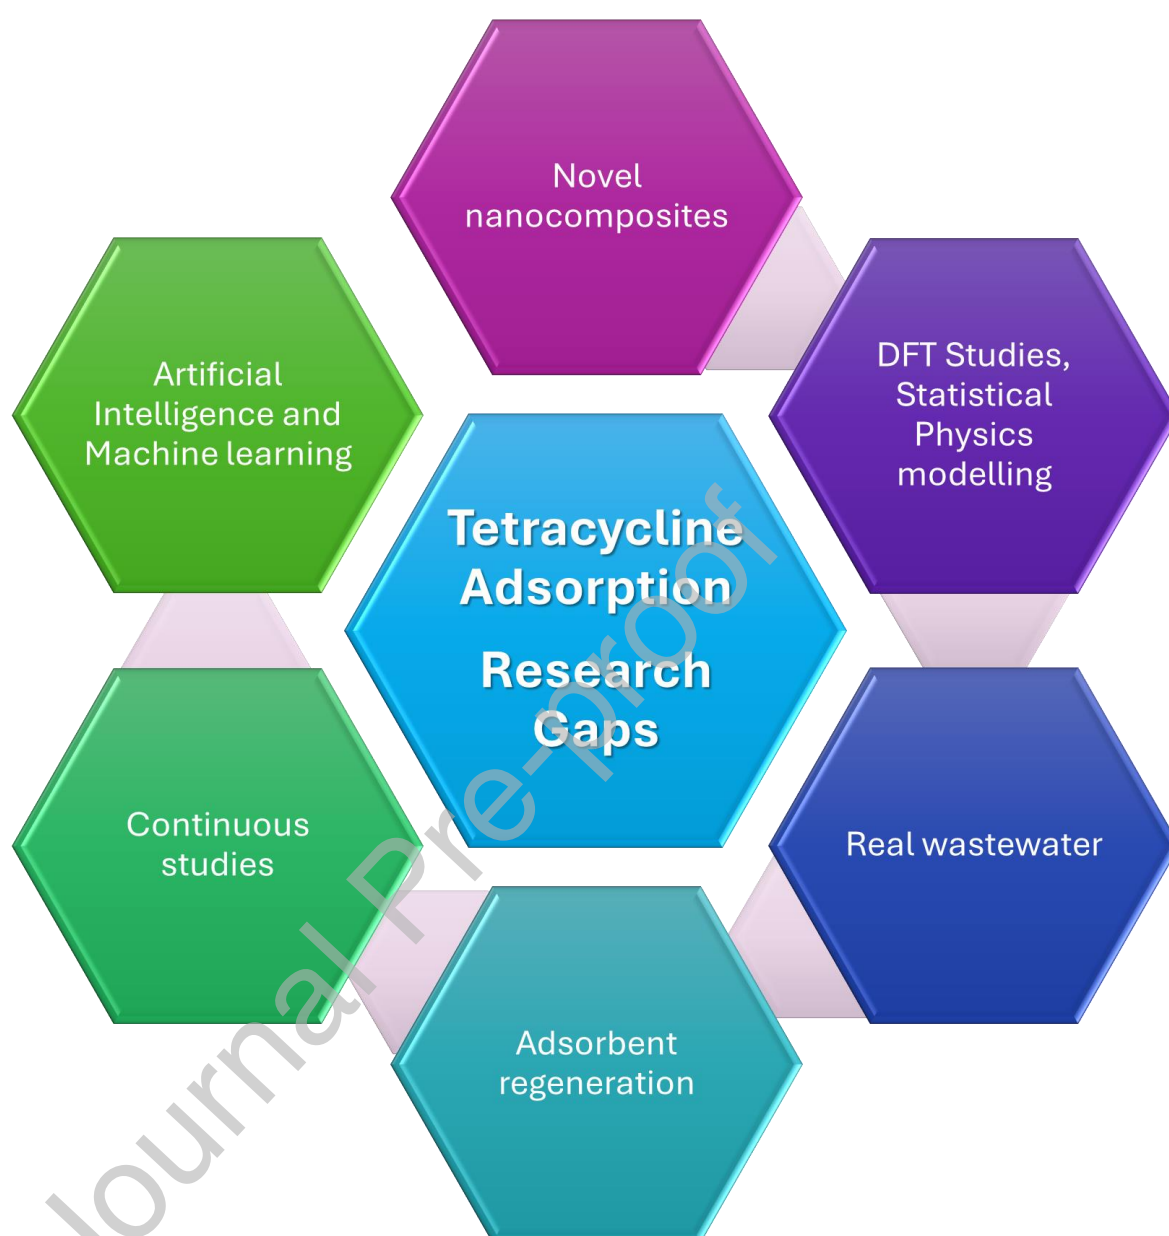 Novel
nanocomposites
DFT Studies,
Statistical
Physics
modelling
Real wastewater
Adsorbent
regeneration
Continuous
studies
Artificial
Intelligence and
Machine learning
Tetracycline
Adsorption
Research
Gaps
Journal Pre-proof